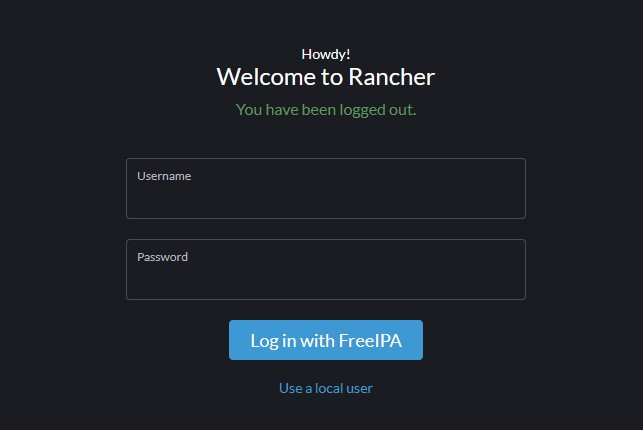 Howdy!
Welcome to Rancher
You have been logged out.
Username
Password
Log in with FreeIPA
Use a local user